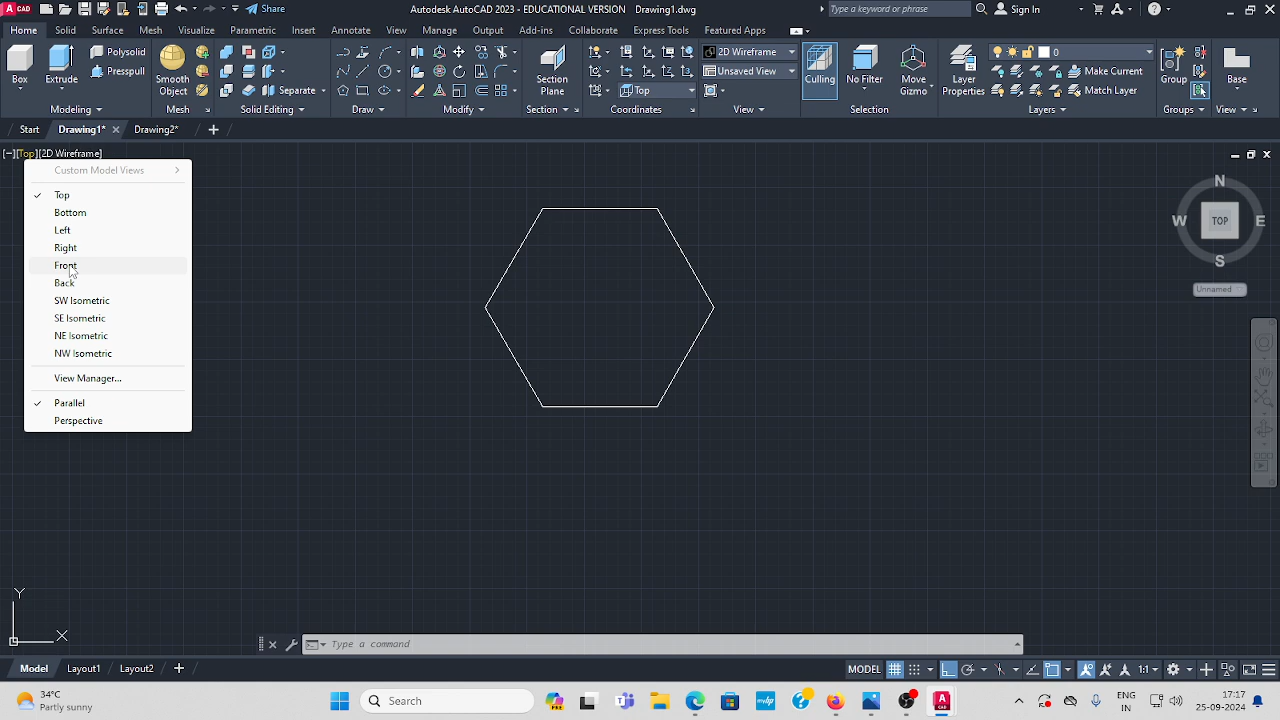 A CAD
Share
Autodesk AutoCAD 2023 - EDUCATIONAL VERSION Drawing1.dwg
Type a keyword or phrase
Sign In
Home Solid Surface Mesh Visualize Parametric Insert Annotate View Manage Output Add-ins Collaborate Express Tools Featured Apps
Box
Extrude
Polysolid
Presspull
Smooth Object
Separate
Section Plane
Top
2D Wireframe
Unsaved View
Culling
No Filter
Move Gizmo
Layer Properties
0
Make Current
Match Layer
Group
Base
Modeling Mesh Solid Editing Draw Modify Section Coordinates View Selection Layers Groups View
Start Drawing1* Drawing2*
[−][Top][2D Wireframe]
Custom Model Views
Top
Bottom
Left
Right
Front
Back
SW Isometric
SE Isometric
NE Isometric
NW Isometric
View Manager...
Parallel
Perspective
N
W TOP E
S
Unnamed
Y
X
Type a command
Model Layout1 Layout2
MODEL
1:1
34°C
Partly sunny
Search
ENG
IN
17:17
25-09-2024